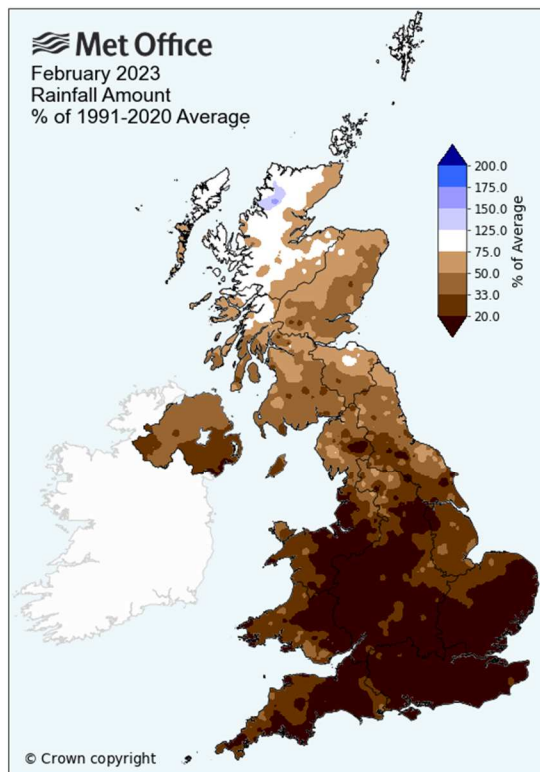 Met Office
February 2023
Rainfall Amount
% of 1991-2020 Average
200.0
175.0
150.0
125.0
75.0
50.0
33.0
20.0
% of Average
© Crown copyright